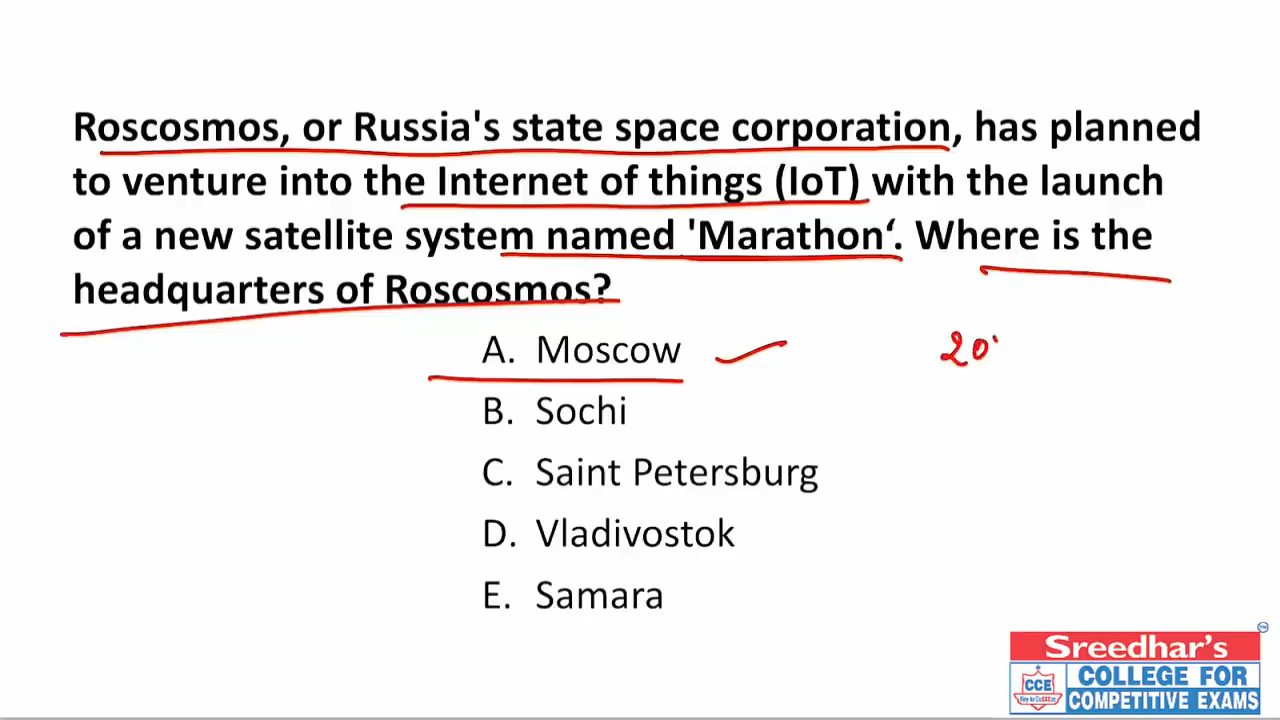 Roscosmos, or Russia's state space corporation, has planned
to venture into the Internet of things (IoT) with the launch
of a new satellite system named 'Marathon‘. Where is the
headquarters of Roscosmos?
A. Moscow
20
B. Sochi
C. Saint Petersburg
D. Vladivostok
E. Samara
Sreedhar's
CCE
COLLEGE FOR
COMPETITIVE EXAMS